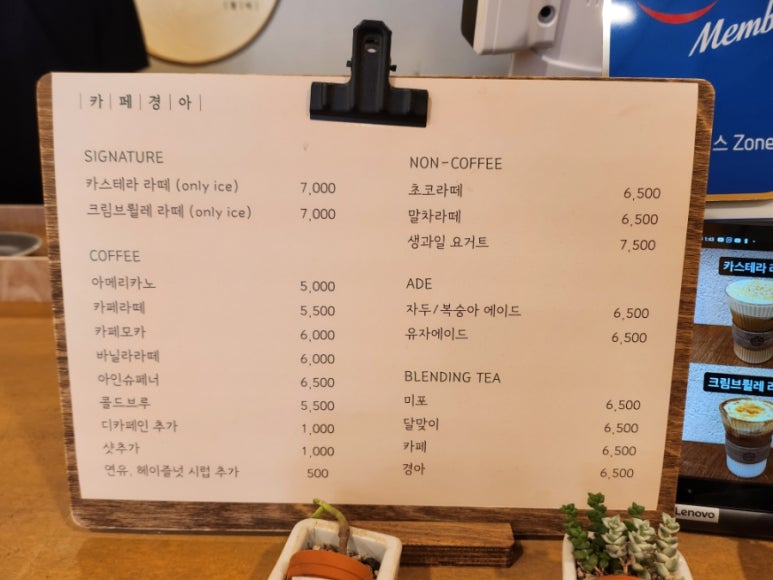 |카|페|경|아|
SIGNATURE
카스테라 라떼 (only ice) 7,000
크림브륄레 라떼 (only ice) 7,000
COFFEE
아메리카노 5,000
카페라떼 5,500
카페모카 6,000
바닐라라떼 6,000
아인슈페너 6,500
콜드브루 5,500
디카페인 추가 1,000
샷추가 1,000
연유, 헤이즐넛 시럽 추가 500
NON-COFFEE
초코라떼 6,500
말차라떼 6,500
생과일 요거트 7,500
ADE
자두/복숭아 에이드 6,500
유자에이드 6,500
BLENDING TEA
미포 6,500
달맞이 6,500
카페 6,500
경아 6,500
Memb
스 Zone
1:43
카스테라 라
크림브륄레 라
Lenovo